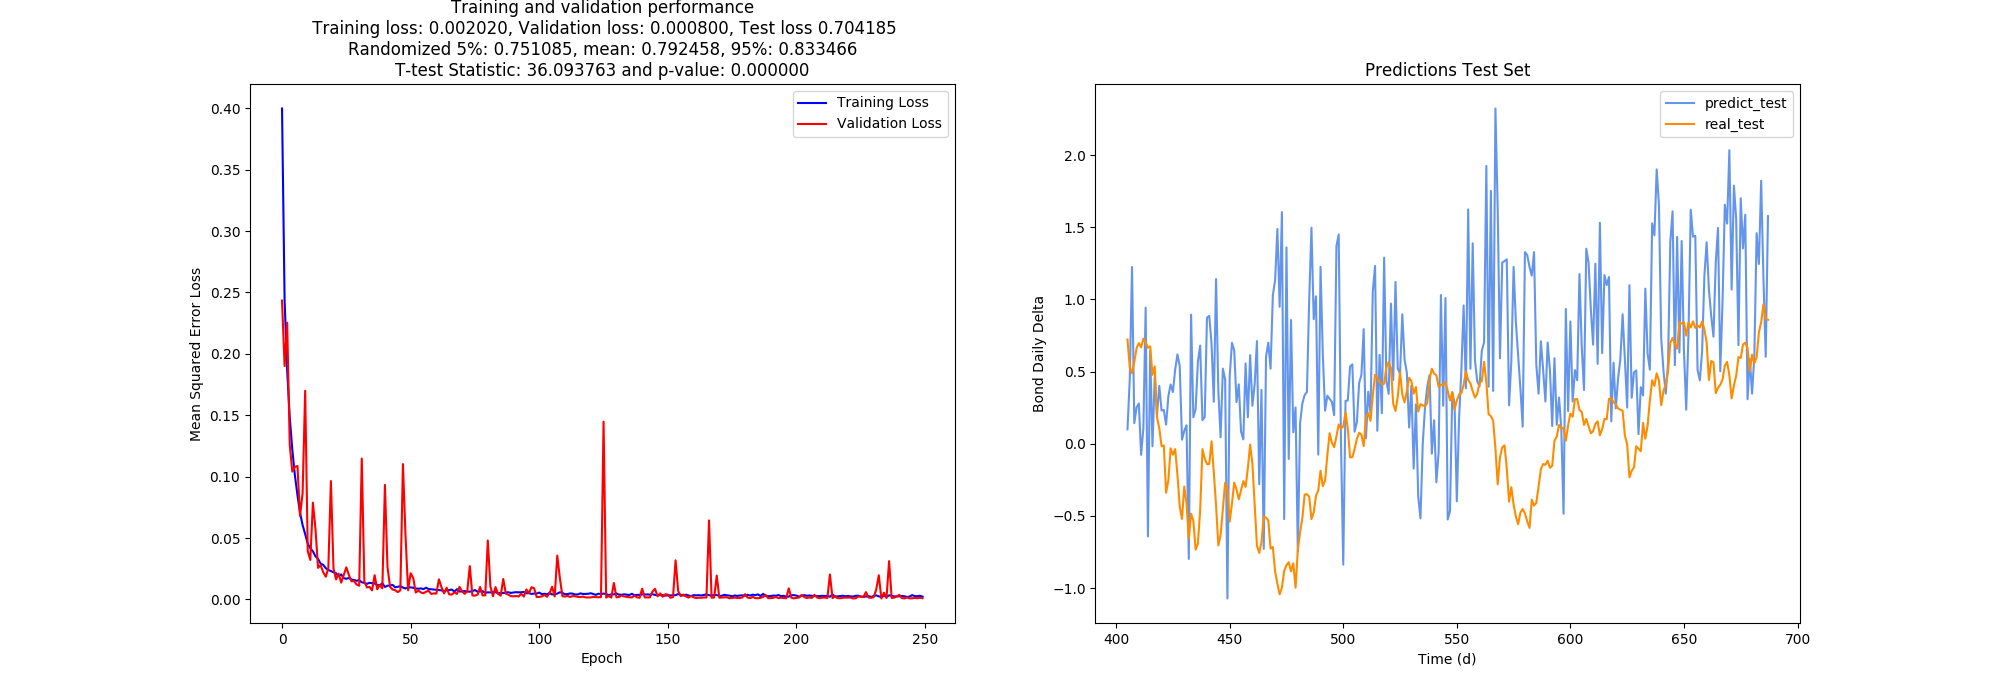 Training and validation performance
Training loss: 0.002020, Validation loss: 0.000800, Test loss 0.704185
Randomized 5%: 0.751085, mean: 0.792458, 95%: 0.833466
T-test Statistic: 36.093763 and p-value: 0.000000
Training Loss
Validation Loss
0.40
0.35
0.30
0.25
0.20
0.15
0.10
0.05
0.00
Mean Squared Error Loss
0 50 100 150 200 250
Epoch
Predictions Test Set
predict_test
real_test
2.0
1.5
1.0
0.5
0.0
−0.5
−1.0
Bond Daily Delta
400 450 500 550 600 650 700
Time (d)